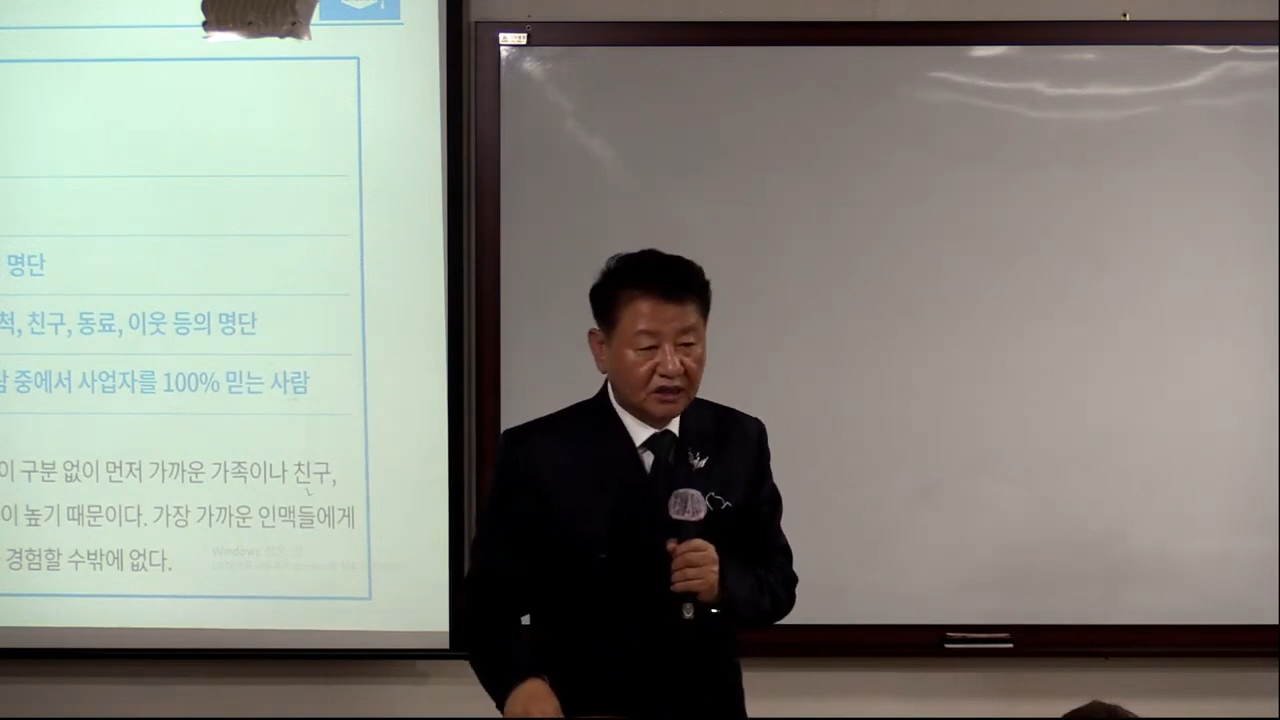 명단
척, 친구, 동료, 이웃 등의 명단
중에서 사업자를 100% 믿는 사람
이 구분 없이 먼저 가까운 가족이나 친구,
이 높기 때문이다. 가장 가까운 인맥들에게
경험할 수밖에 없다.
Windows